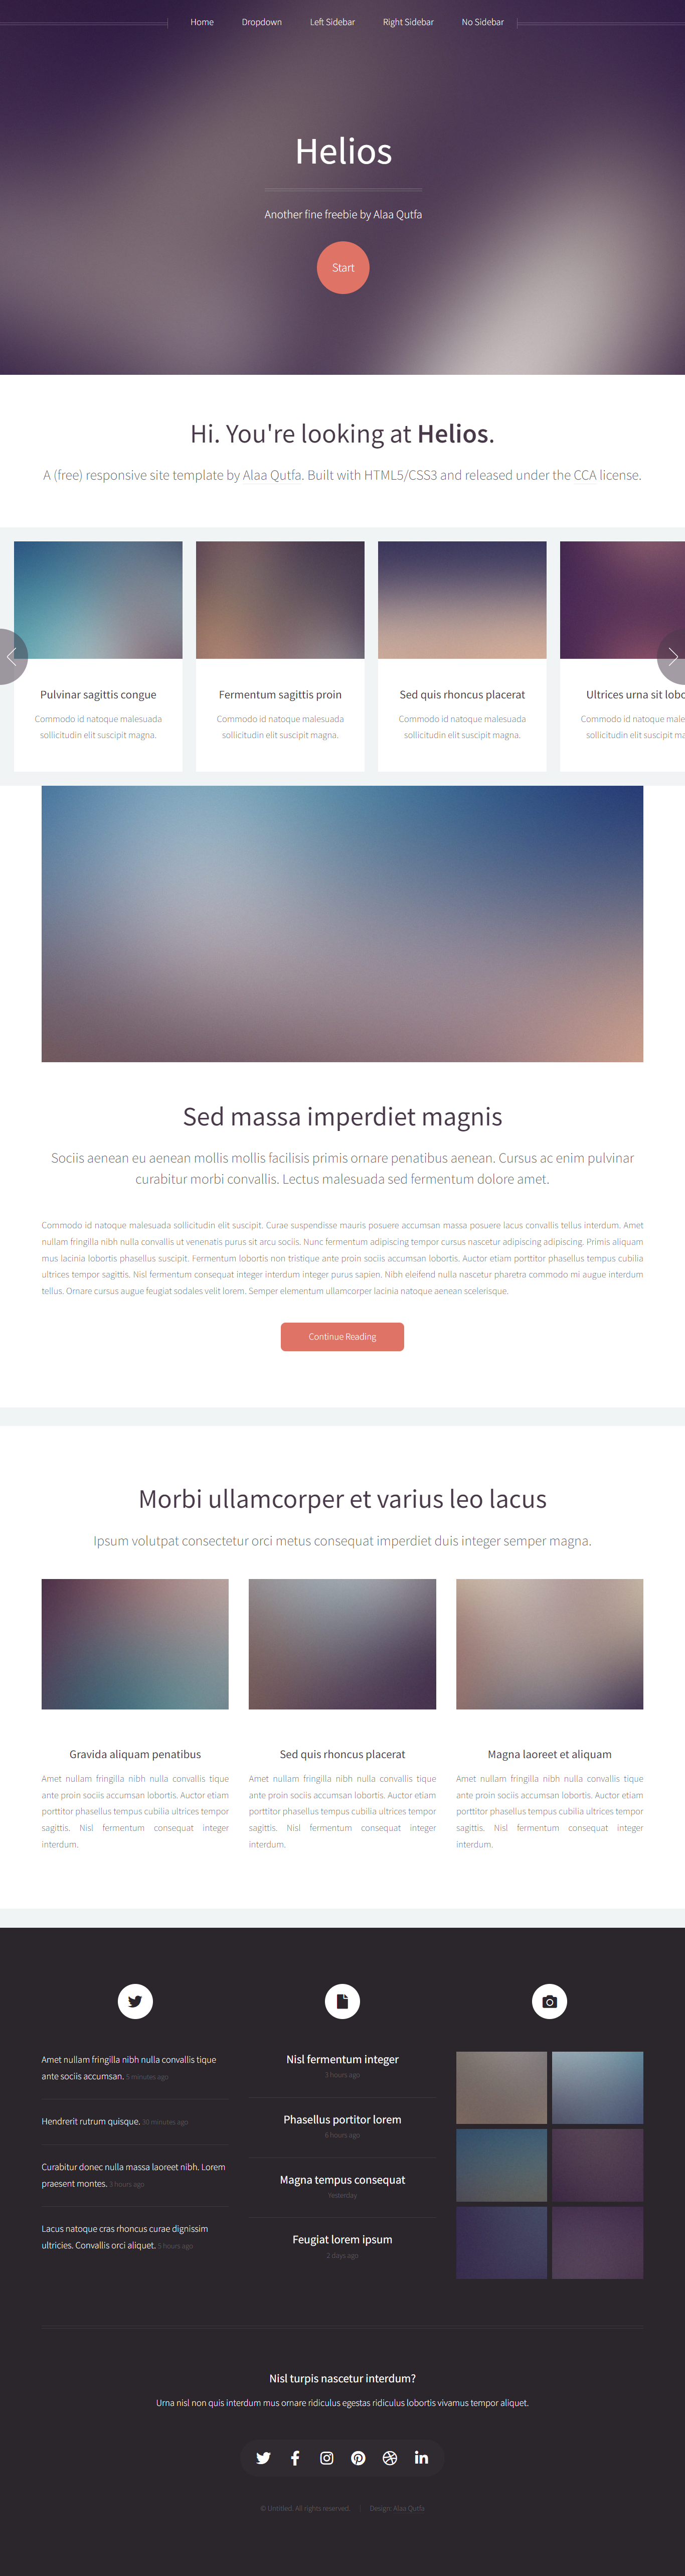 Home Dropdown Left Sidebar Right Sidebar No Sidebar
Helios
Another fine freebie by Alaa Qutfa
Start
Hi. You're looking at Helios.
A (free) responsive site template by Alaa Qutfa. Built with HTML5/CSS3 and released under the CCA license.
Pulvinar sagittis congue
Commodo id natoque malesuada
sollicitudin elit suscipit magna.
Fermentum sagittis proin
Commodo id natoque malesuada
sollicitudin elit suscipit magna.
Sed quis rhoncus placerat
Commodo id natoque malesuada
sollicitudin elit suscipit magna.
Ultrices urna sit lobo
Commodo id natoque male
sollicitudin elit suscipit ma
Sed massa imperdiet magnis
Sociis aenean eu aenean mollis mollis facilisis primis ornare penatibus aenean. Cursus ac enim pulvinar
curabitur morbi convallis. Lectus malesuada sed fermentum dolore amet.
Commodo id natoque malesuada sollicitudin elit suscipit. Curae suspendisse mauris posuere accumsan massa posuere lacus convallis tellus interdum. Amet
nullam fringilla nibh nulla convallis ut venenatis purus sit arcu sociis. Nunc fermentum adipiscing tempor cursus nascetur adipiscing adipiscing. Primis aliquam
mus lacinia lobortis phasellus suscipit. Fermentum lobortis non tristique ante proin sociis accumsan lobortis. Auctor etiam porttitor phasellus tempus cubilia
ultrices tempor sagittis. Nisl fermentum consequat integer interdum integer purus sapien. Nibh eleifend nulla nascetur pharetra commodo mi augue interdum
tellus. Ornare cursus augue feugiat sodales velit lorem. Semper elementum ullamcorper lacinia natoque aenean scelerisque.
Continue Reading
Morbi ullamcorper et varius leo lacus
Ipsum volutpat consectetur orci metus consequat imperdiet duis integer semper magna.
Gravida aliquam penatibus
Amet nullam fringilla nibh nulla convallis tique
ante proin sociis accumsan lobortis. Auctor etiam
porttitor phasellus tempus cubilia ultrices tempor
sagittis. Nisl fermentum consequat integer
interdum.
Sed quis rhoncus placerat
Amet nullam fringilla nibh nulla convallis tique
ante proin sociis accumsan lobortis. Auctor etiam
porttitor phasellus tempus cubilia ultrices tempor
sagittis. Nisl fermentum consequat integer
interdum.
Magna laoreet et aliquam
Amet nullam fringilla nibh nulla convallis tique
ante proin sociis accumsan lobortis. Auctor etiam
porttitor phasellus tempus cubilia ultrices tempor
sagittis. Nisl fermentum consequat integer
interdum.
Amet nullam fringilla nibh nulla convallis tique
ante sociis accumsan. 5 minutes ago
Hendrerit rutrum quisque. 30 minutes ago
Curabitur donec nulla massa laoreet nibh. Lorem
praesent montes. 3 hours ago
Lacus natoque cras rhoncus curae dignissim
ultricies. Convallis orci aliquet. 5 hours ago
Nisl fermentum integer
3 hours ago
Phasellus portitor lorem
6 hours ago
Magna tempus consequat
Yesterday
Feugiat lorem ipsum
2 days ago
Nisl turpis nascetur interdum?
Urna nisl non quis interdum mus ornare ridiculus egestas ridiculus lobortis vivamus tempor aliquet.
© Untitled. All rights reserved. Design: Alaa Qutfa